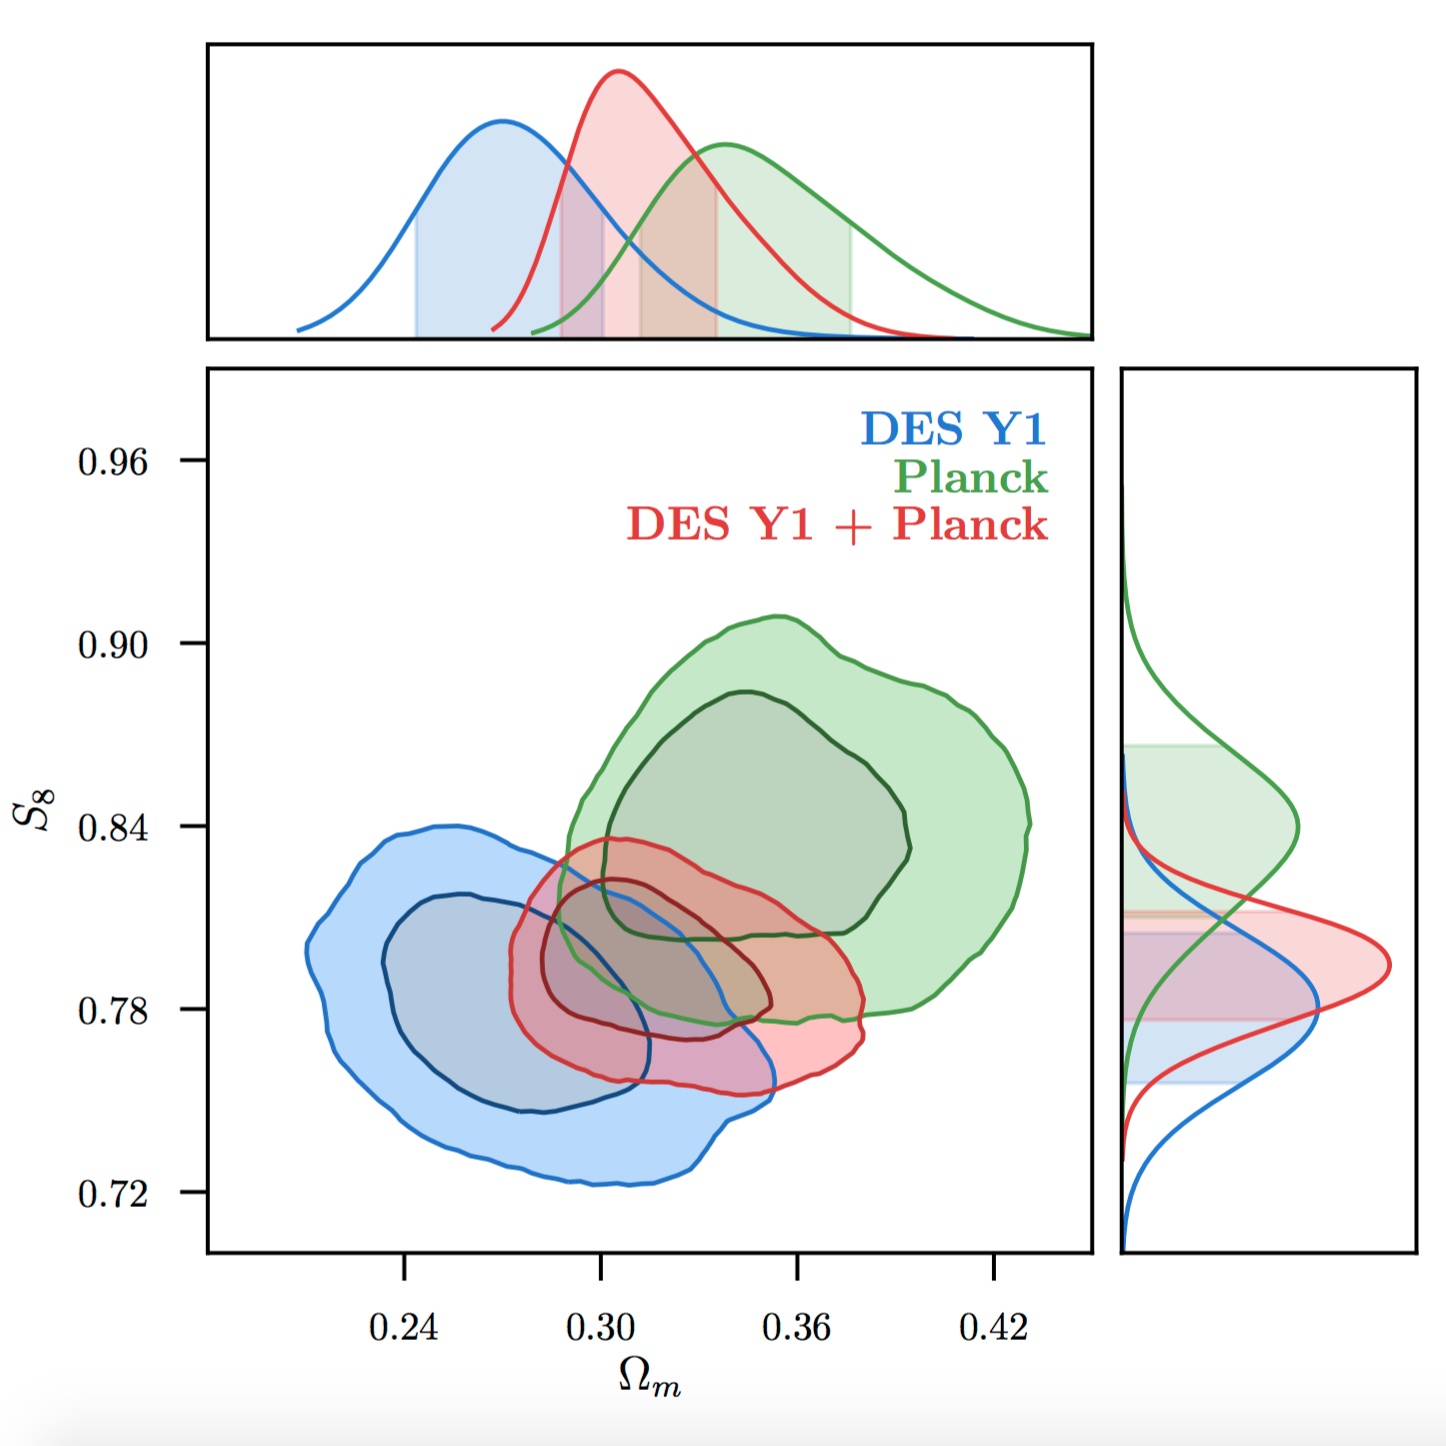 DES Y1
Planck
DES Y1 + Planck
0.96
0.90
0.84
0.78
0.72
S₈
0.24 0.30 0.36 0.42
Ωₘ